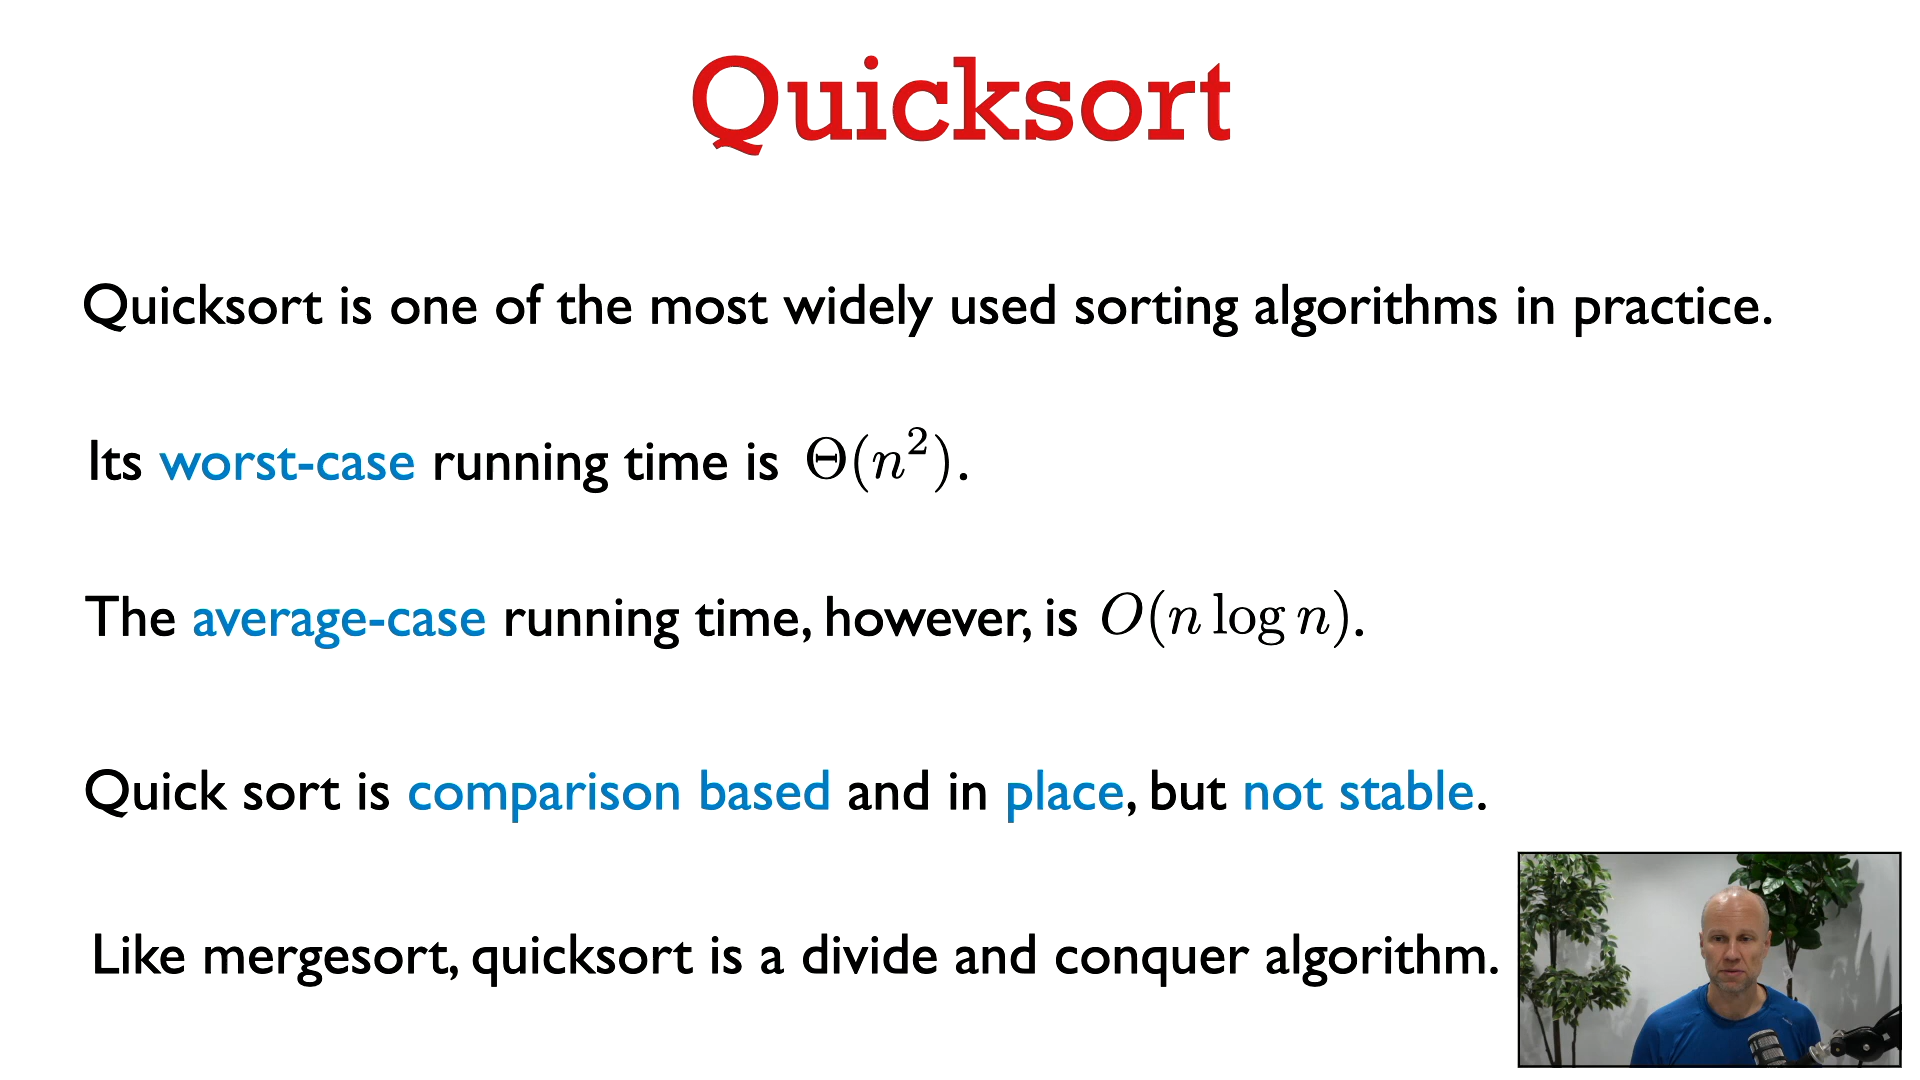 Quicksort
Quicksort is one of the most widely used sorting algorithms in practice.
Its worst-case running time is Θ(n²).
The average-case running time, however, is O(n log n).
Quick sort is comparison based and in place, but not stable.
Like mergesort, quicksort is a divide and conquer algorithm.